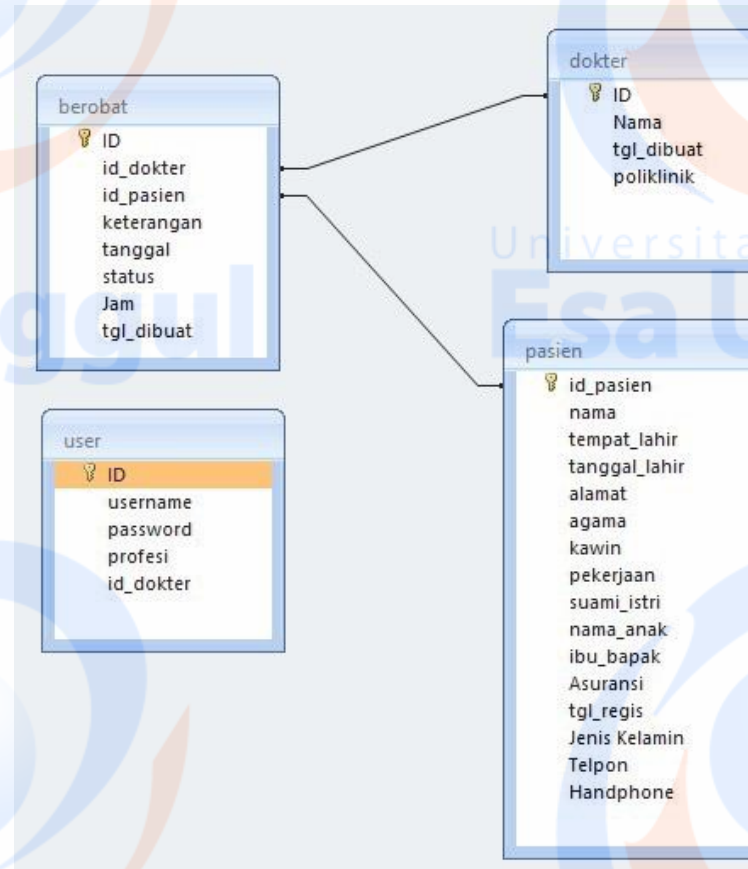 berobat
ID
id_dokter
id_pasien
keterangan
tanggal
status
Jam
tgl_dibuat
dokter
ID
Nama
tgl_dibuat
poliklinik
user
ID
username
password
profesi
id_dokter
pasien
id_pasien
nama
tempat_lahir
tanggal_lahir
alamat
agama
kawin
pekerjaan
suami_istri
nama_anak
ibu_bapak
Asuransi
tgl_regis
Jenis Kelamin
Telpon
Handphone
Universita
Esa U
nggul